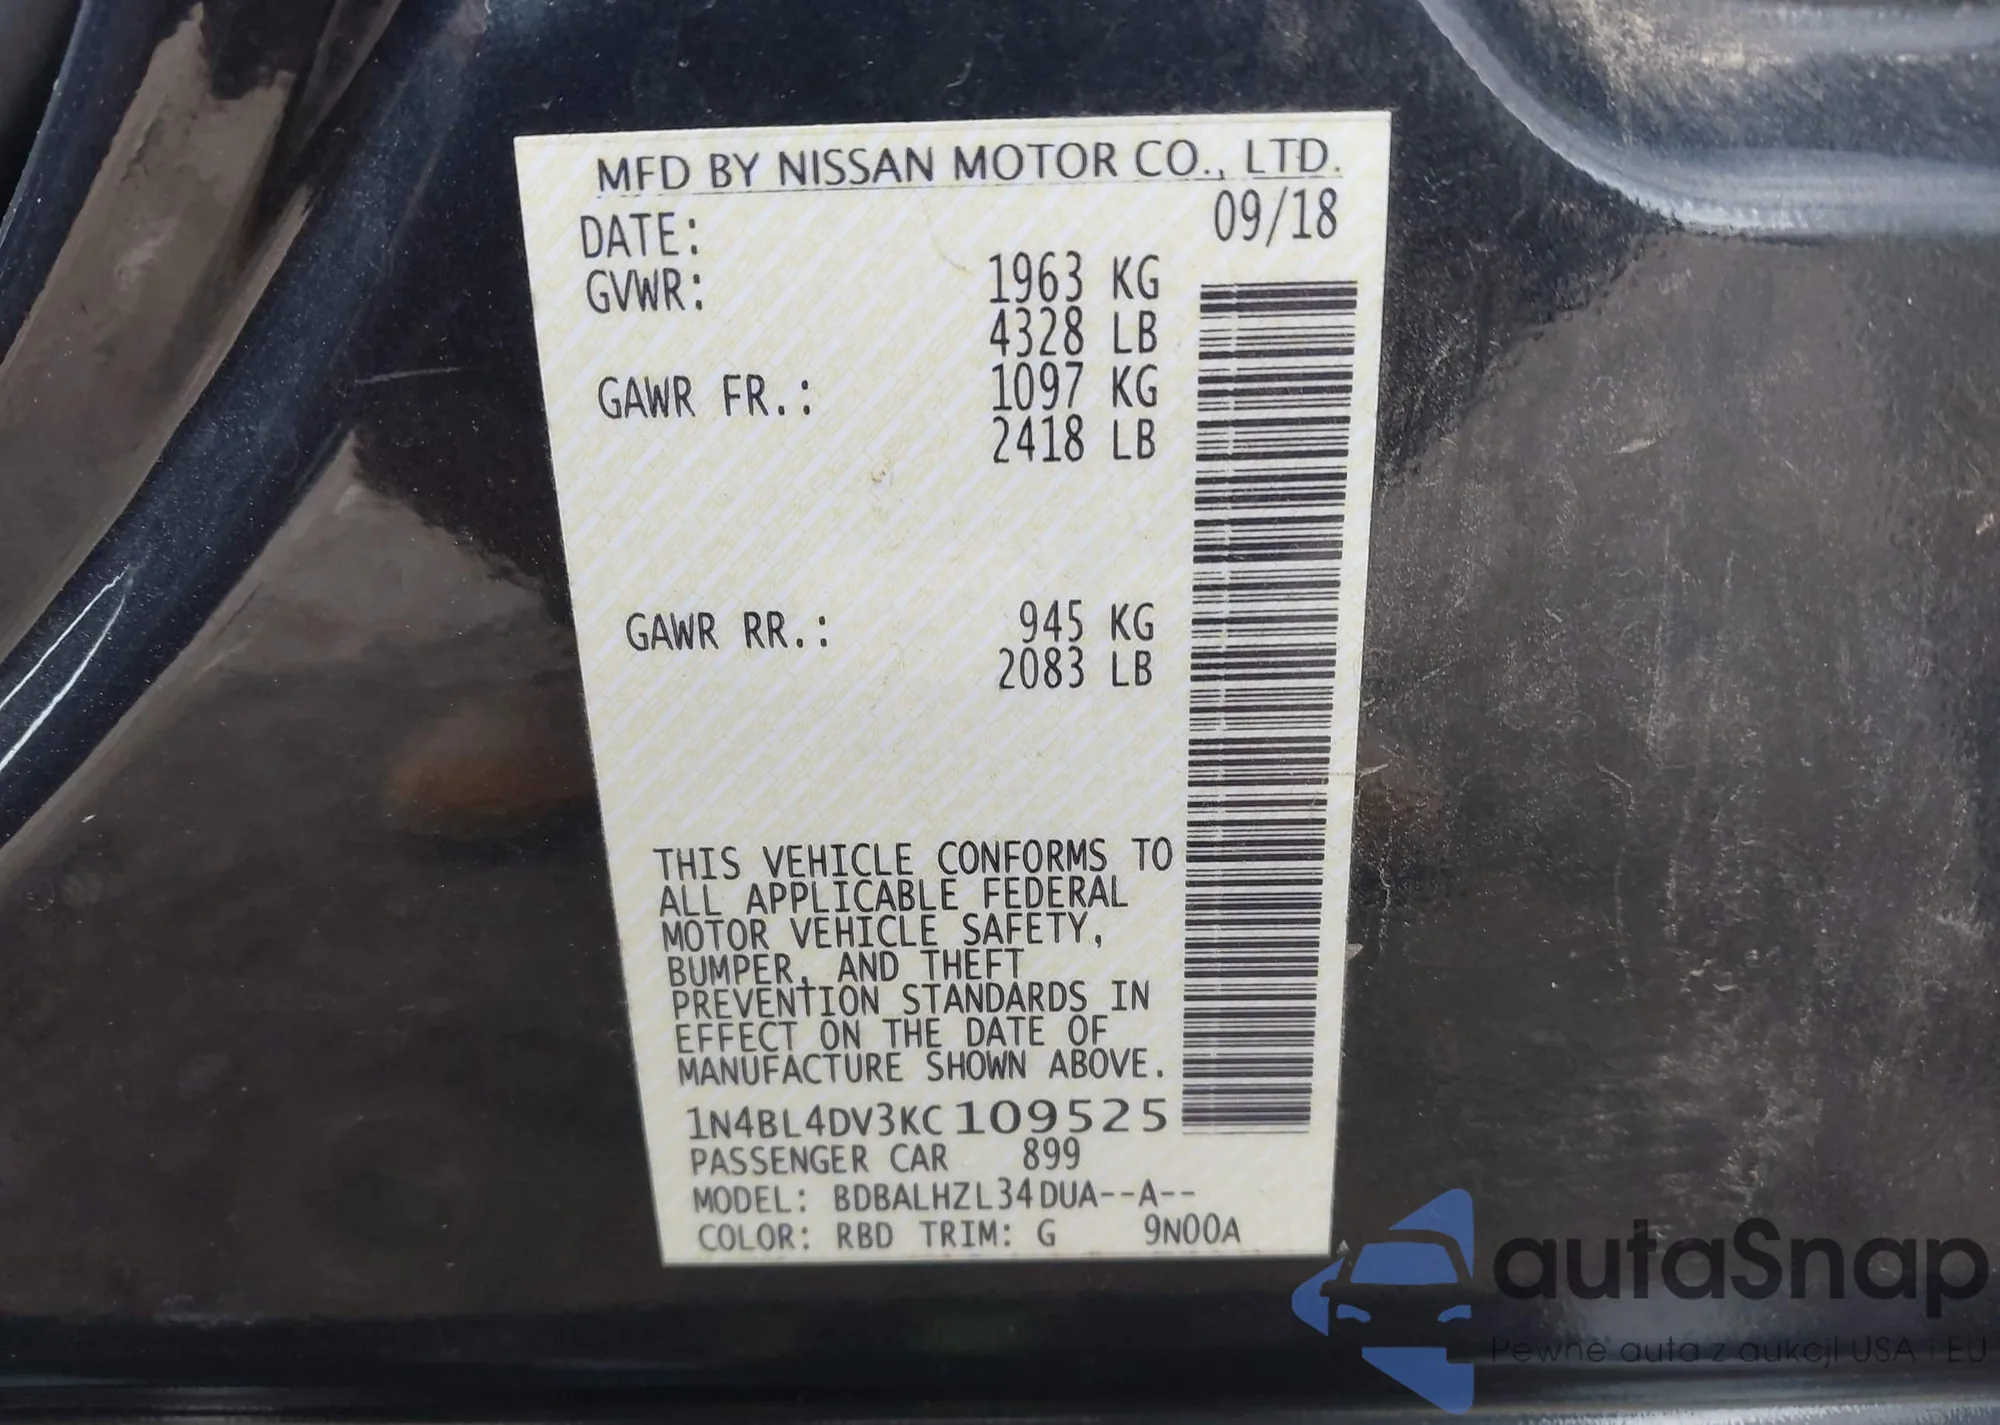 MFD BY NISSAN MOTOR CO., LTD.
DATE: 09/18
GVWR: 1963 KG
4328 LB
GAWR FR.: 1097 KG
2418 LB
GAWR RR.: 945 KG
2083 LB
THIS VEHICLE CONFORMS TO
ALL APPLICABLE FEDERAL
MOTOR VEHICLE SAFETY,
BUMPER, AND THEFT
PREVENTION STANDARDS IN
EFFECT ON THE DATE OF
MANUFACTURE SHOWN ABOVE.
1N4BL4DV3KC109525
PASSENGER CAR 899
MODEL: BDBALHZL34DUA--A--
COLOR: RBD TRIM: G 9N00A
autaSnap
Pewne auta z aukcji USA i EU